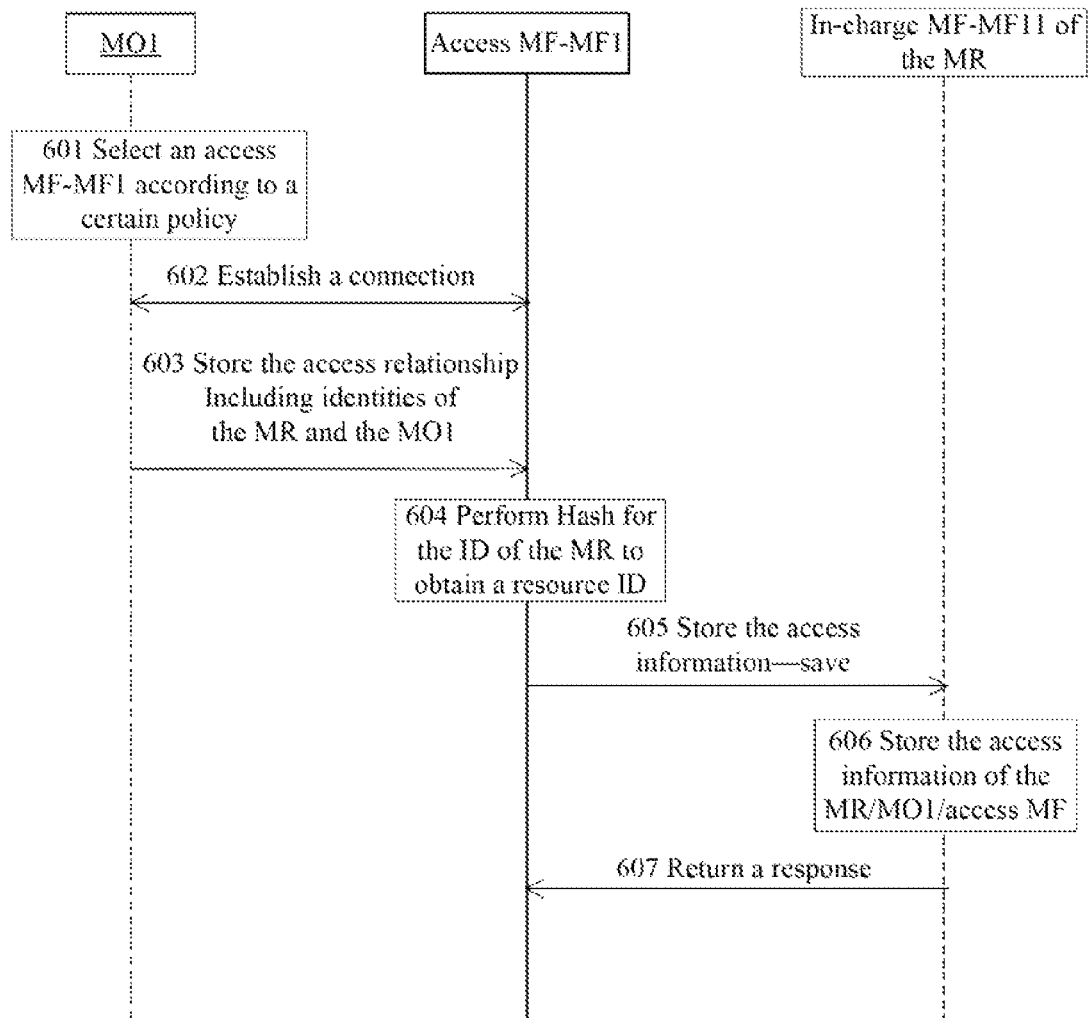 MO1
Access MF-MF1
In-charge MF-MF11 of
the MR
601 Select an access
MF-MF1 according to a
certain policy
602 Establish a connection
603 Store the access relationship
Including identities of
the MR and the MO1
604 Perform Hash for
the ID of the MR to
obtain a resource ID
605 Store the access
information—save
606 Store the access
information of the
MR/MO1/access MF
607 Return a response